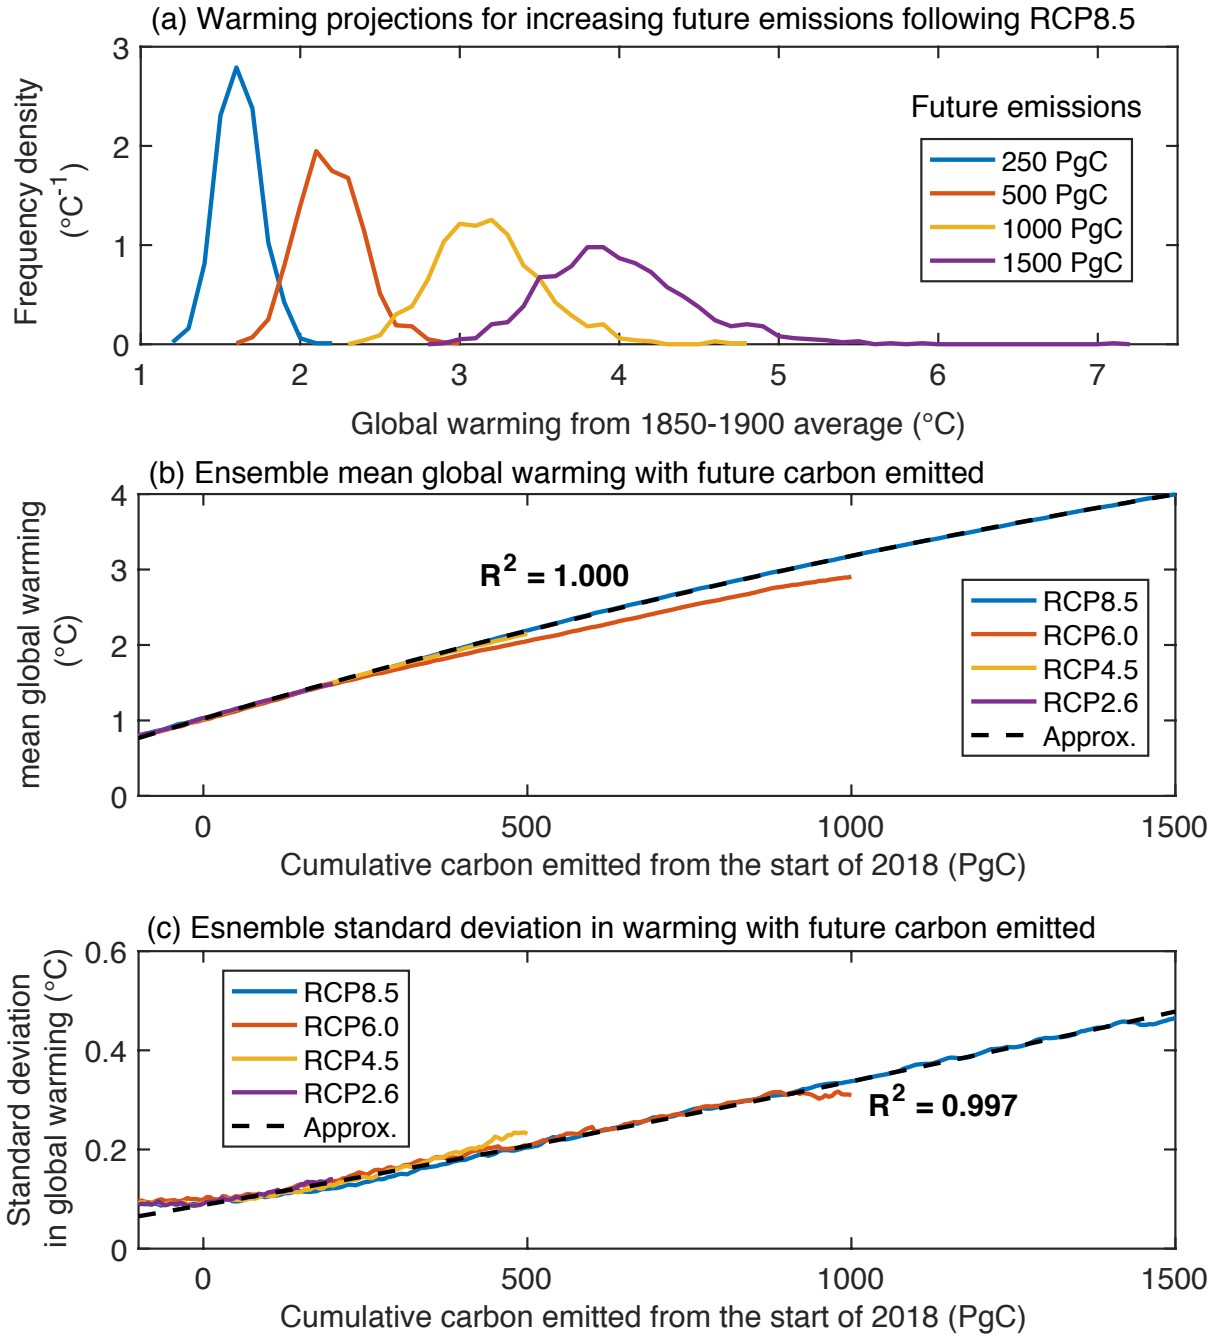 (a) Warming projections for increasing future emissions following RCP8.5
Frequency density
(°C-1)
3
2
1
0
Future emissions
250 PgC
500 PgC
1000 PgC
1500 PgC
1 2 3 4 5 6 7
Global warming from 1850-1900 average (°C)
(b) Ensemble mean global warming with future carbon emitted
mean global warming
(°C)
4
3
2
1
0
R2 = 1.000
RCP8.5
RCP6.0
RCP4.5
RCP2.6
Approx.
0 500 1000 1500
Cumulative carbon emitted from the start of 2018 (PgC)
(c) Esnemble standard deviation in warming with future carbon emitted
Standard deviation
in global warming (°C)
0.6
0.4
0.2
0
RCP8.5
RCP6.0
RCP4.5
RCP2.6
Approx.
R2 = 0.997
0 500 1000 1500
Cumulative carbon emitted from the start of 2018 (PgC)